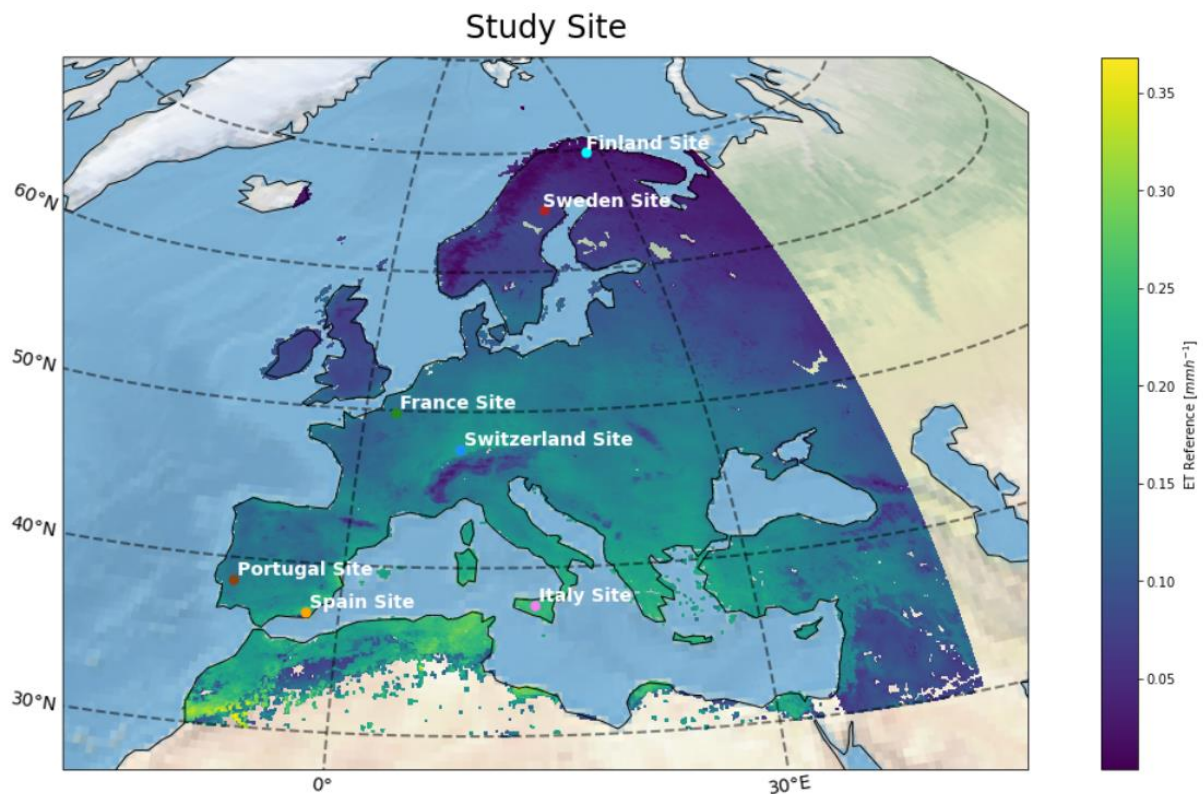 Study Site
Finland Site
60°N
Sweden Site
50°N
France Site
Switzerland Site
40°N
Portugal Site
Spain Site
Italy Site
30°N
0°
30°E
0.35
0.30
0.25
0.20
0.15
0.10
0.05
ET Reference [mmh⁻¹]